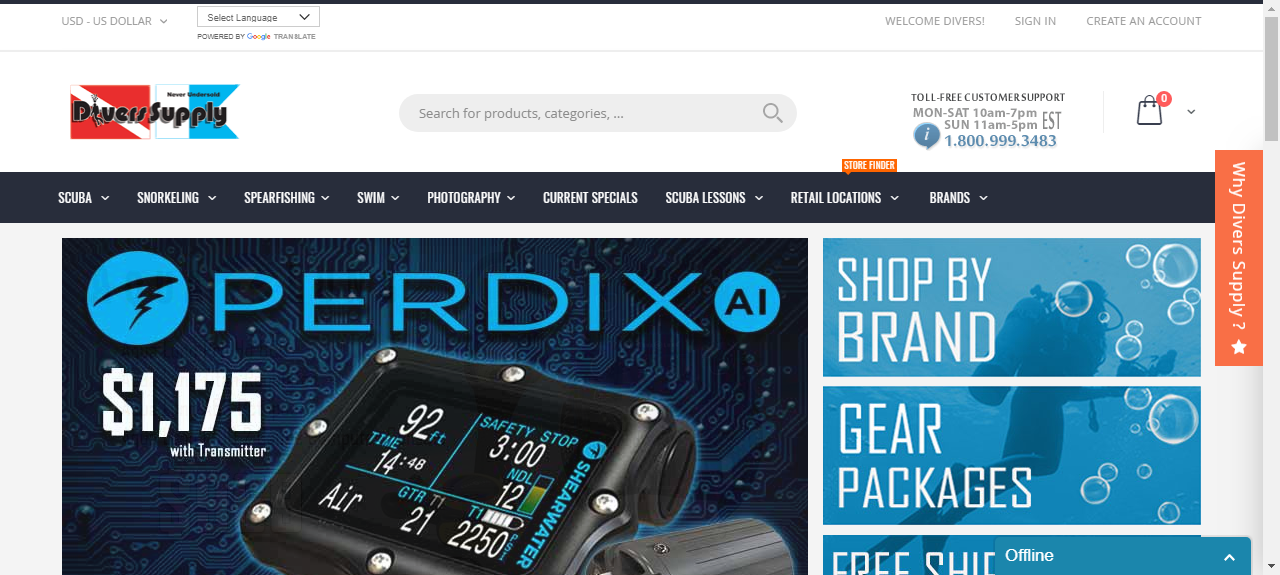 USD - US DOLLAR
Select Language
POWERED BY Google TRANSLATE
WELCOME DIVERS!
SIGN IN
CREATE AN ACCOUNT
Never Undersold
Divers Supply
Search for products, categories, ...
TOLL-FREE CUSTOMER SUPPORT
MON-SAT 10am-7pm
SUN 11am-5pm
EST
i
1.800.999.3483
0
STORE FINDER
SCUBA
SNORKELING
SPEARFISHING
SWIM
PHOTOGRAPHY
CURRENT SPECIALS
SCUBA LESSONS
RETAIL LOCATIONS
BRANDS
Why Divers Supply ?
PERDIX AI
$1,175
with Transmitter
92 ft
SAFETY STOP
3:00
TIME
14:48
NDL
12
Air
GTR T1
21
T1
2250 PSI
SHEARWATER
SHOP BY
BRAND
GEAR
PACKAGES
FREE SHI
Offline